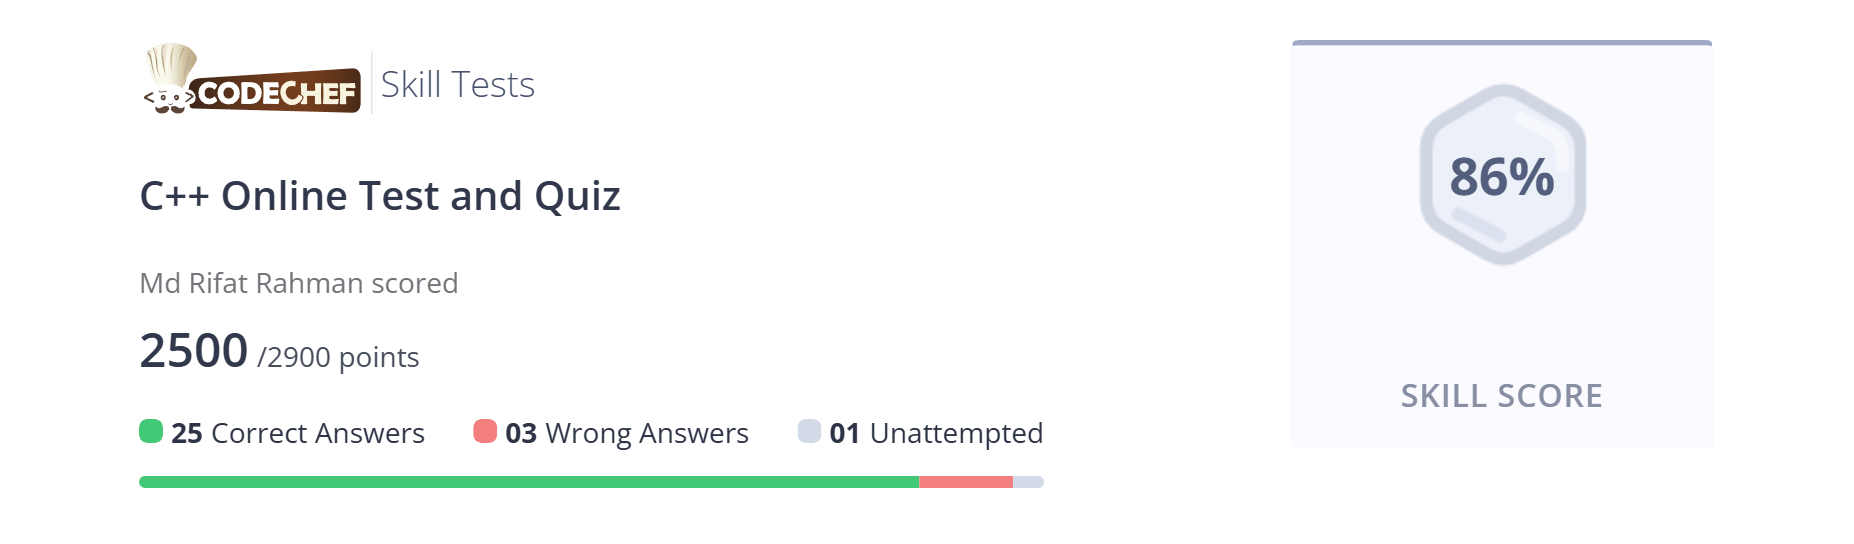 CODECHEF Skill Tests
C++ Online Test and Quiz
Md Rifat Rahman scored
2500 /2900 points
25 Correct Answers 03 Wrong Answers 01 Unattempted
86%
SKILL SCORE